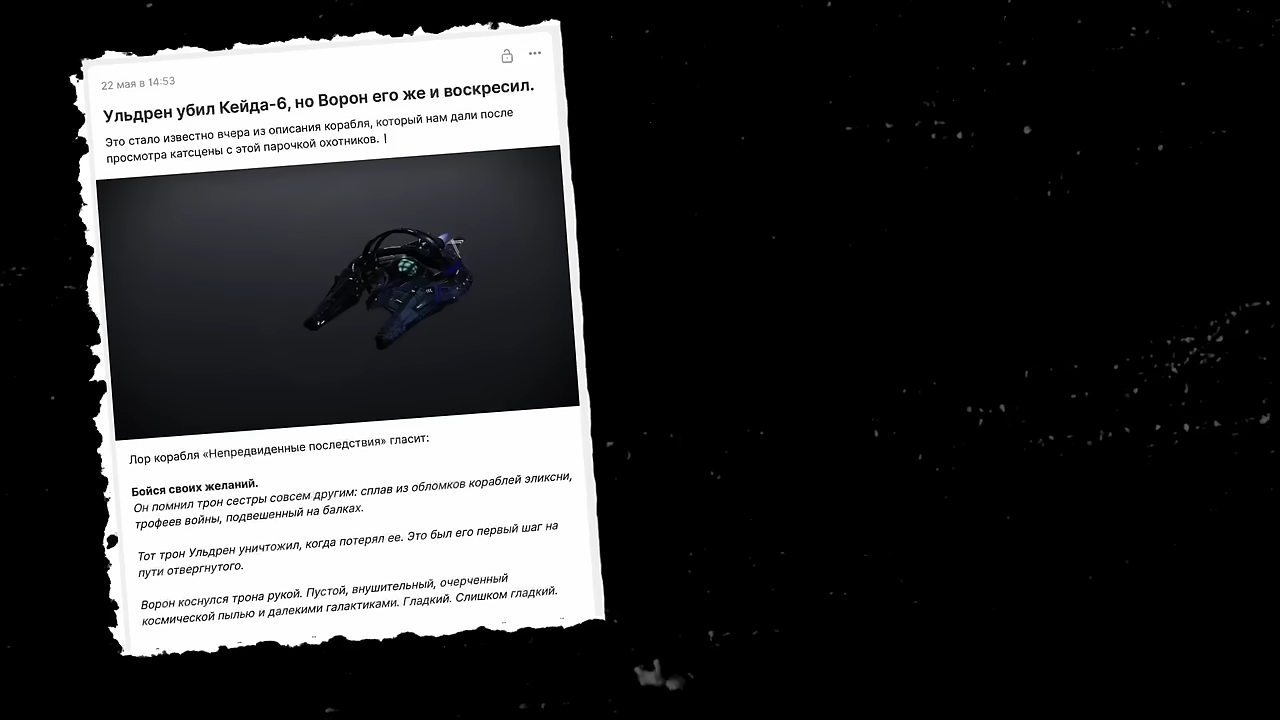 22 мая в 14:53
Ульдрен убил Кейда-6, но Ворон его же и воскресил.
Это стало известно вчера из описания корабля, который нам дали после
просмотра катсцены с этой парочкой охотников. |
Лор корабля «Непредвиденные последствия» гласит:
Бойся своих желаний.
Он помнил трон сестры совсем другим: сплав из обломков кораблей эликсни,
трофеев войны, подвешенный на балках.
Тот трон Ульдрен уничтожил, когда потерял ее. Это был его первый шаг на
пути отвергнутого.
Ворон коснулся трона рукой. Пустой, внушительный, очерченный
космической пылью и далекими галактиками. Гладкий. Слишком гладкий.